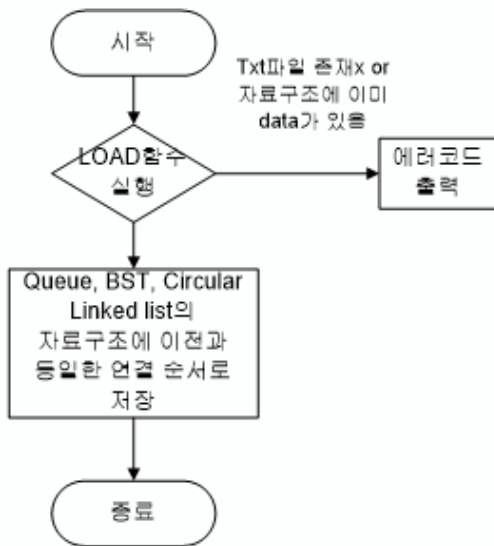 시작
Txt파일 존재x or
자료구조에 이미
data가 있음
LOAD함수
실행
에러코드
출력
Queue, BST, Circular
Linked list의
자료구조에 이전과
동일한 연결 순서로
저장
종료